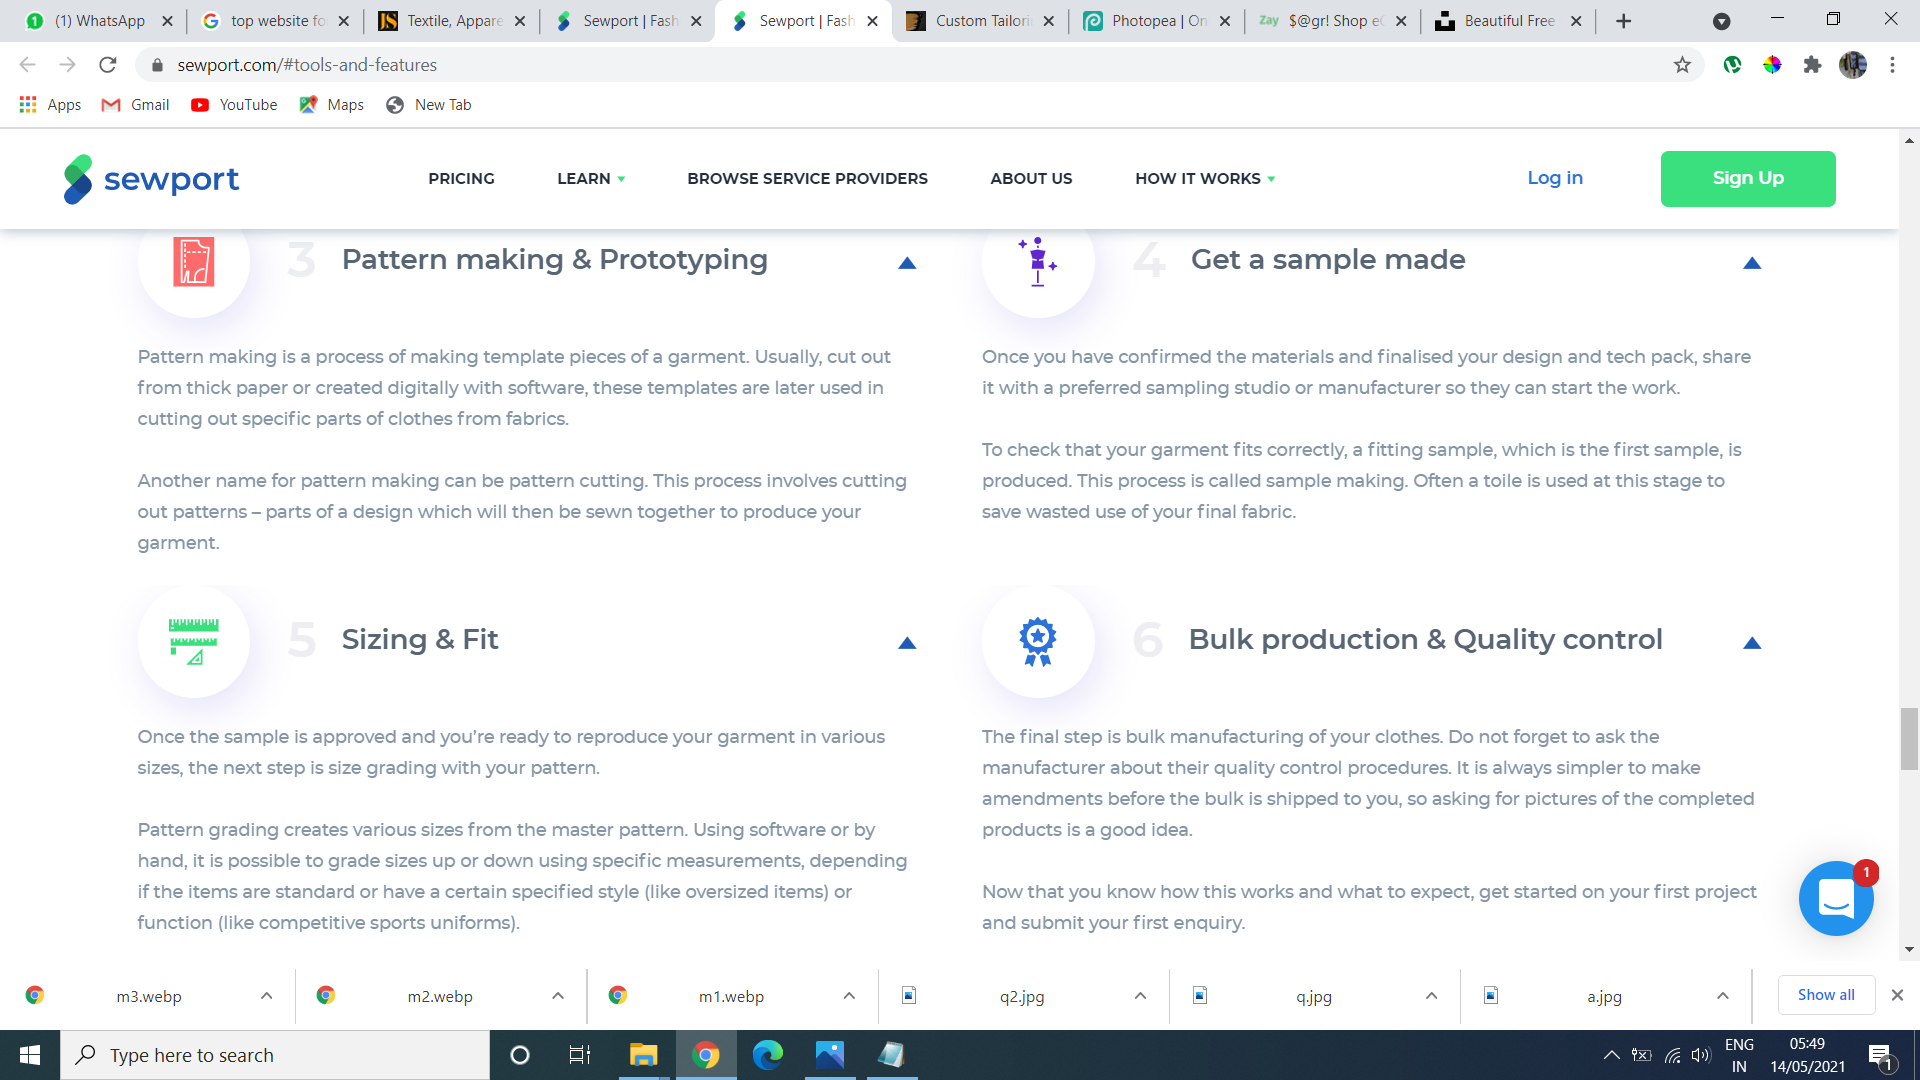 (1) WhatsApp
top website fo
Textile, Appare
Sewport | Fash
Sewport | Fash
Custom Tailori
Photopea | On
Zay $@gr! Shop eC
Beautiful Free
sewport.com/#tools-and-features
Apps Gmail YouTube Maps New Tab
sewport
PRICING LEARN BROWSE SERVICE PROVIDERS ABOUT US HOW IT WORKS Log in Sign Up
3 Pattern making & Prototyping
Pattern making is a process of making template pieces of a garment. Usually, cut out
from thick paper or created digitally with software, these templates are later used in
cutting out specific parts of clothes from fabrics.
Another name for pattern making can be pattern cutting. This process involves cutting
out patterns – parts of a design which will then be sewn together to produce your
garment.
4 Get a sample made
Once you have confirmed the materials and finalised your design and tech pack, share
it with a preferred sampling studio or manufacturer so they can start the work.
To check that your garment fits correctly, a fitting sample, which is the first sample, is
produced. This process is called sample making. Often a toile is used at this stage to
save wasted use of your final fabric.
5 Sizing & Fit
Once the sample is approved and you’re ready to reproduce your garment in various
sizes, the next step is size grading with your pattern.
Pattern grading creates various sizes from the master pattern. Using software or by
hand, it is possible to grade sizes up or down using specific measurements, depending
if the items are standard or have a certain specified style (like oversized items) or
function (like competitive sports uniforms).
6 Bulk production & Quality control
The final step is bulk manufacturing of your clothes. Do not forget to ask the
manufacturer about their quality control procedures. It is always simpler to make
amendments before the bulk is shipped to you, so asking for pictures of the completed
products is a good idea.
Now that you know how this works and what to expect, get started on your first project
and submit your first enquiry.
1
m3.webp m2.webp m1.webp q2.jpg q.jpg a.jpg Show all
Type here to search
ENG
IN
05:49
14/05/2021
1